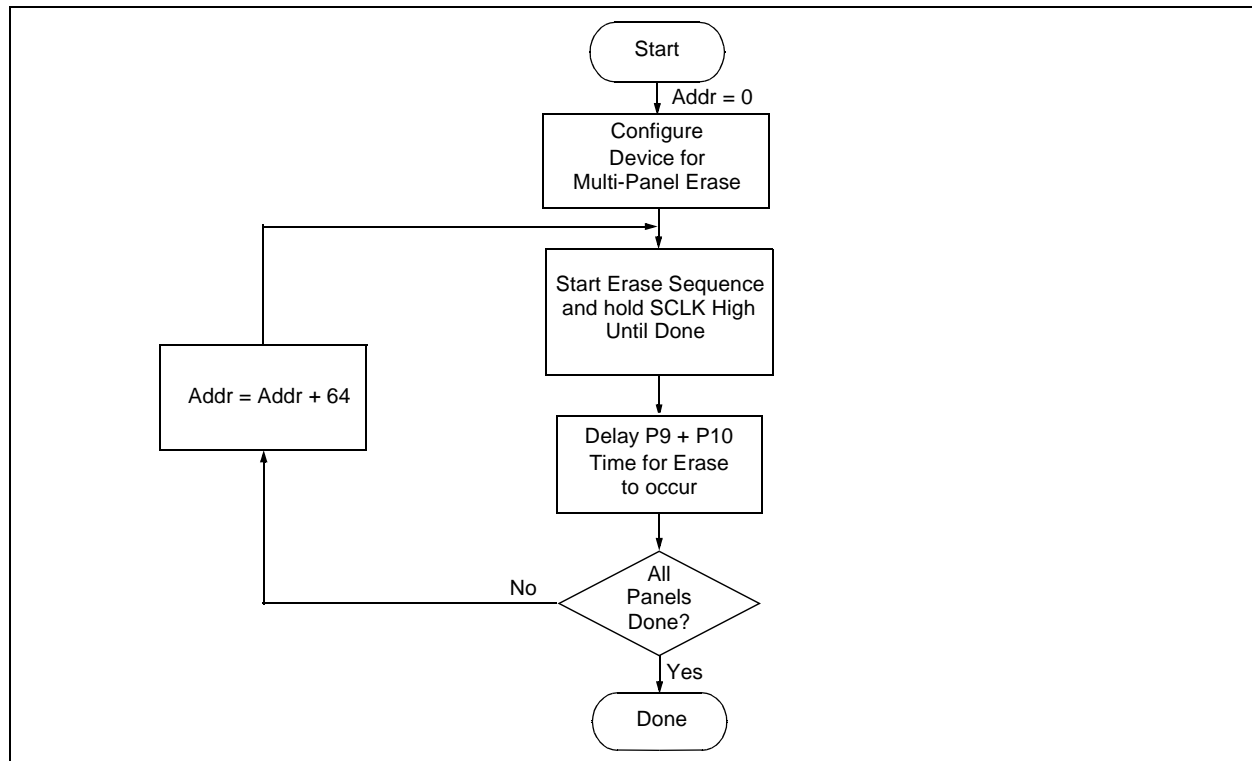 Start
Addr = 0
Configure
Device for
Multi-Panel Erase
Start Erase Sequence
and hold SCLK High
Until Done
Addr = Addr + 64
Delay P9 + P10
Time for Erase
to occur
No
All
Panels
Done?
Yes
Done